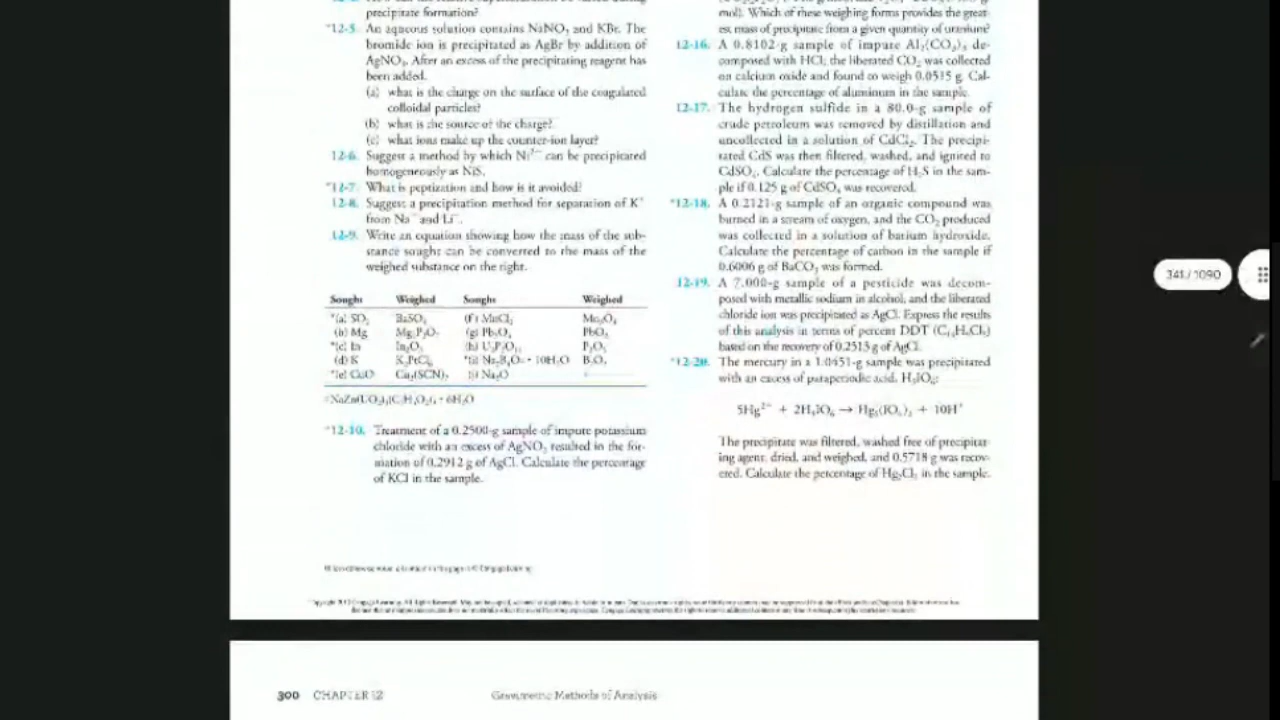 precipitate formation?
*12-5. An aqueous solution contains NaNO₃ and KBr. The
bromide ion is precipitated as AgBr by addition of
AgNO₃. After an excess of the precipitating reagent has
been added,
(a) what is the charge on the surface of the coagulated
colloidal particles?
(b) what is the source of the charge?
(c) what ions make up the counter-ion layer?
12-6. Suggest a method by which Ni²⁺ can be precipitated
homogeneously as NiS.
*12-7. What is peptization and how is it avoided?
12-8. Suggest a precipitation method for separation of K⁺
from Na⁺ and Li⁺.
12-9. Write an equation showing how the mass of the sub-
stance sought can be converted to the mass of the
weighed substance on the right.
Sought Weighed Sought Weighed
*(a) SO₃ BaSO₄ (f) MnCl₂ Mn₃O₄
(b) Mg Mg₂P₂O₇ (g) Pb₃O₄ PbO₂
*(c) In In₂O₃ (h) U₂P₂O₁₁ P₂O₅
(d) K K₂PtCl₆ *(i) Na₂B₄O₇ • 10H₂O B₂O₃
*(e) CuO Cu₂(SCN)₂ (j) Na₂O
*12-10. Treatment of a 0.2500-g sample of impure potassium
chloride with an excess of AgNO₃ resulted in the for-
mation of 0.2912 g of AgCl. Calculate the percentage
of KCl in the sample.
mol). Which of these weighing forms provides the great-
est mass of precipitate from a given quantity of uranium?
12-16. A 0.8102-g sample of impure Al₂(CO₃)₃ de-
composed with HCl; the liberated CO₂ was collected
on calcium oxide and found to weigh 0.0515 g. Cal-
culate the percentage of aluminum in the sample.
12-17. The hydrogen sulfide in a 80.0-g sample of
crude petroleum was removed by distillation and
uncollected in a solution of CdCl₂. The precipi-
tated CdS was then filtered, washed, and ignited to
CdSO₄. Calculate the percentage of H₂S in the sam-
ple if 0.125 g of CdSO₄ was recovered.
*12-18. A 0.2121-g sample of an organic compound was
burned in a stream of oxygen, and the CO₂ produced
was collected in a solution of barium hydroxide.
Calculate the percentage of carbon in the sample if
0.6006 g of BaCO₃ was formed.
12-19. A 7.000-g sample of a pesticide was decom-
posed with metallic sodium in alcohol, and the liberated
chloride ion was precipitated as AgCl. Express the results
of this analysis in terms of percent DDT (C₁₄H₉Cl₅)
based on the recovery of 0.2513 g of AgCl.
*12-20. The mercury in a 1.0451-g sample was precipitated
with an excess of paraperiodic acid, H₅IO₆:
5Hg²⁺ + 2H₅IO₆ → Hg₅(IO₆)₂ + 10H⁺
The precipitate was filtered, washed free of precipitat-
ing agent, dried, and weighed, and 0.5718 g was recov-
ered. Calculate the percentage of Hg₂Cl₂ in the sample.
341 / 1090
300 CHAPTER 12 Gravimetric Methods of Analysis